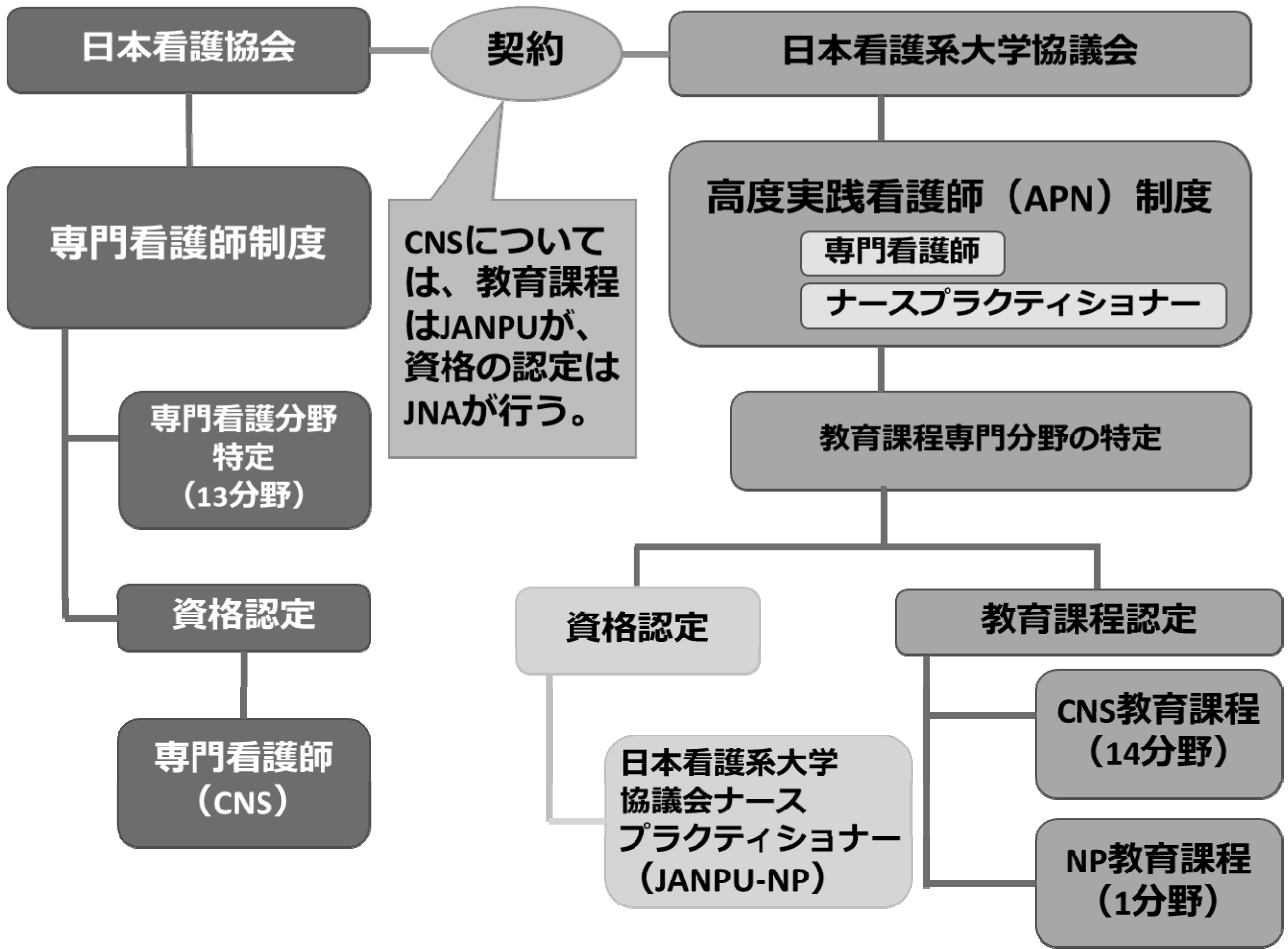 日本看護協会
契約
日本看護系大学協議会
専門看護師制度
CNSについて
は、教育課程
はJANPUが、
資格の認定は
JNAが行う。
高度実践看護師（APN）制度
専門看護師
ナースプラクティショナー
専門看護分野
特定
（13分野）
教育課程専門分野の特定
資格認定
専門看護師
（CNS）
資格認定
日本看護系大学
協議会ナース
プラクティショナー
（JANPU-NP）
教育課程認定
CNS教育課程
（14分野）
NP教育課程
（1分野）